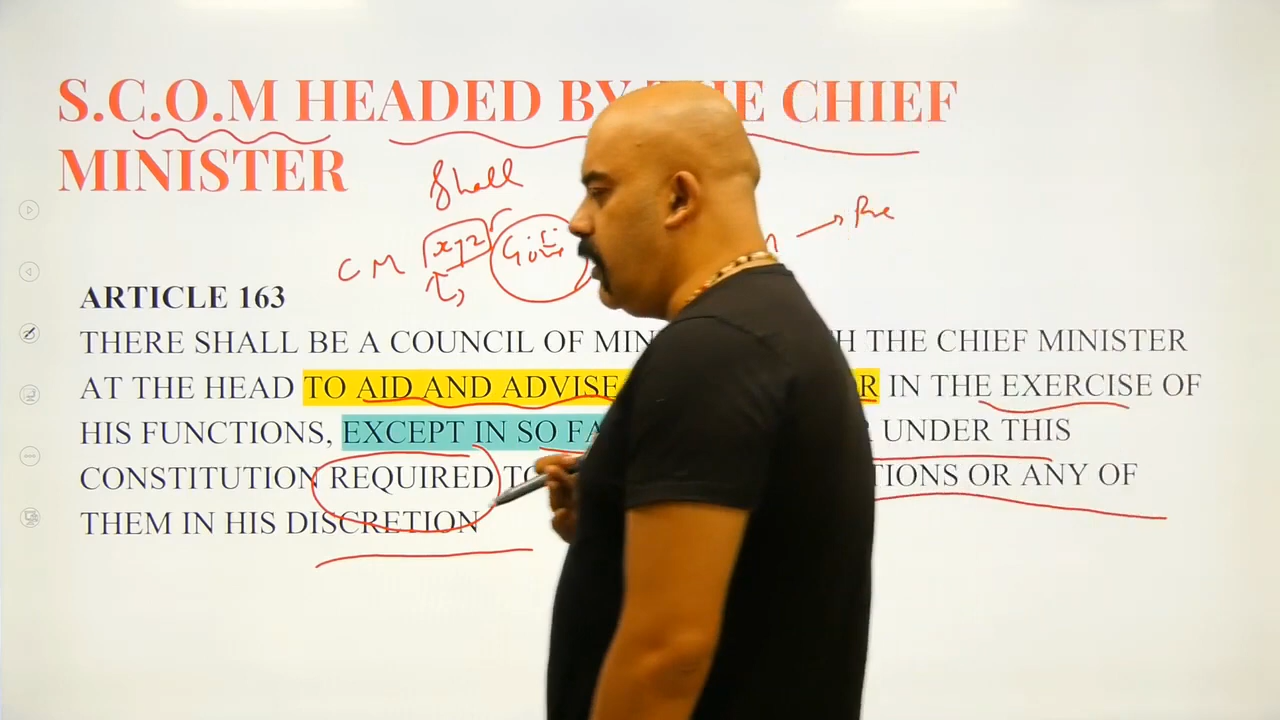 S.C.O.M HEADED BY THE CHIEF
MINISTER
Shall
CM xyz
ARTICLE 163
THERE SHALL BE A COUNCIL OF MIN H THE CHIEF MINISTER
AT THE HEAD TO AID AND ADVISE R IN THE EXERCISE OF
HIS FUNCTIONS, EXCEPT IN SO FA UNDER THIS
CONSTITUTION REQUIRED TO TIONS OR ANY OF
THEM IN HIS DISCRETION